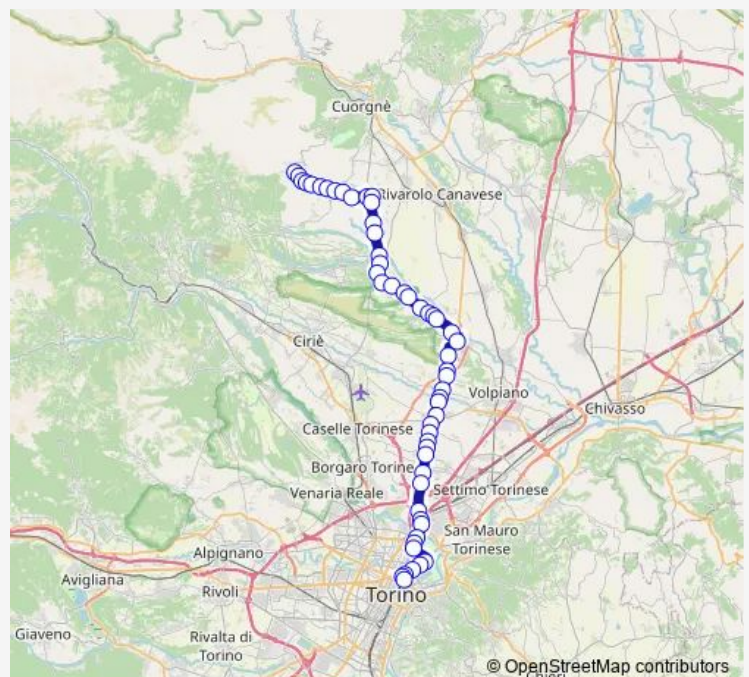 Cuorgnè
Rivarolo Canavese
Ciriè
Volpiano
Chivasso
Caselle Torinese
Borgaro Torine
Venaria Reale
Settimo Torinese
San Mauro
Torinese
Alpignano
Avigliana
Rivoli
Torino
Giaveno
Rivalta di
Torino
© OpenStreetMap contributors